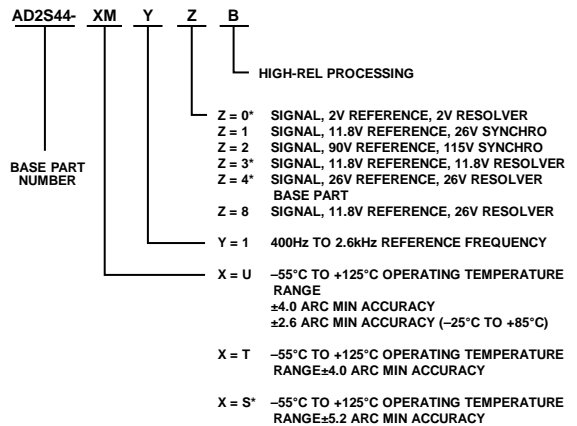 AD2S44- XM Y Z B
HIGH-REL PROCESSING
Z = 0* SIGNAL, 2V REFERENCE, 2V RESOLVER
Z = 1 SIGNAL, 11.8V REFERENCE, 26V SYNCHRO
Z = 2 SIGNAL, 90V REFERENCE, 115V SYNCHRO
Z = 3* SIGNAL, 11.8V REFERENCE, 11.8V RESOLVER
Z = 4* SIGNAL, 26V REFERENCE, 26V RESOLVER
BASE PART
Z = 8 SIGNAL, 11.8V REFERENCE, 26V RESOLVER
BASE PART
NUMBER
Y = 1 400Hz TO 2.6kHz REFERENCE FREQUENCY
X = U –55°C TO +125°C OPERATING TEMPERATURE
RANGE
±4.0 ARC MIN ACCURACY
±2.6 ARC MIN ACCURACY (–25°C TO +85°C)
X = T –55°C TO +125°C OPERATING TEMPERATURE
RANGE±4.0 ARC MIN ACCURACY
X = S* –55°C TO +125°C OPERATING TEMPERATURE
RANGE±5.2 ARC MIN ACCURACY